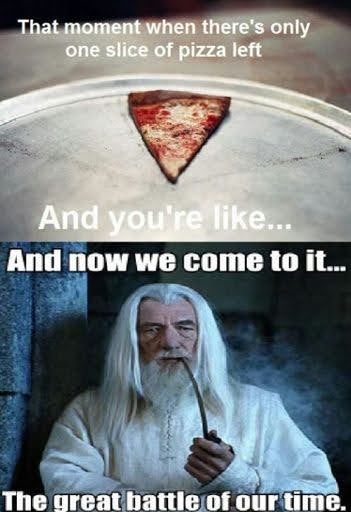 That moment when there's only
one slice of pizza left
And you're like...
And now we come to it...
The great battle of our time.